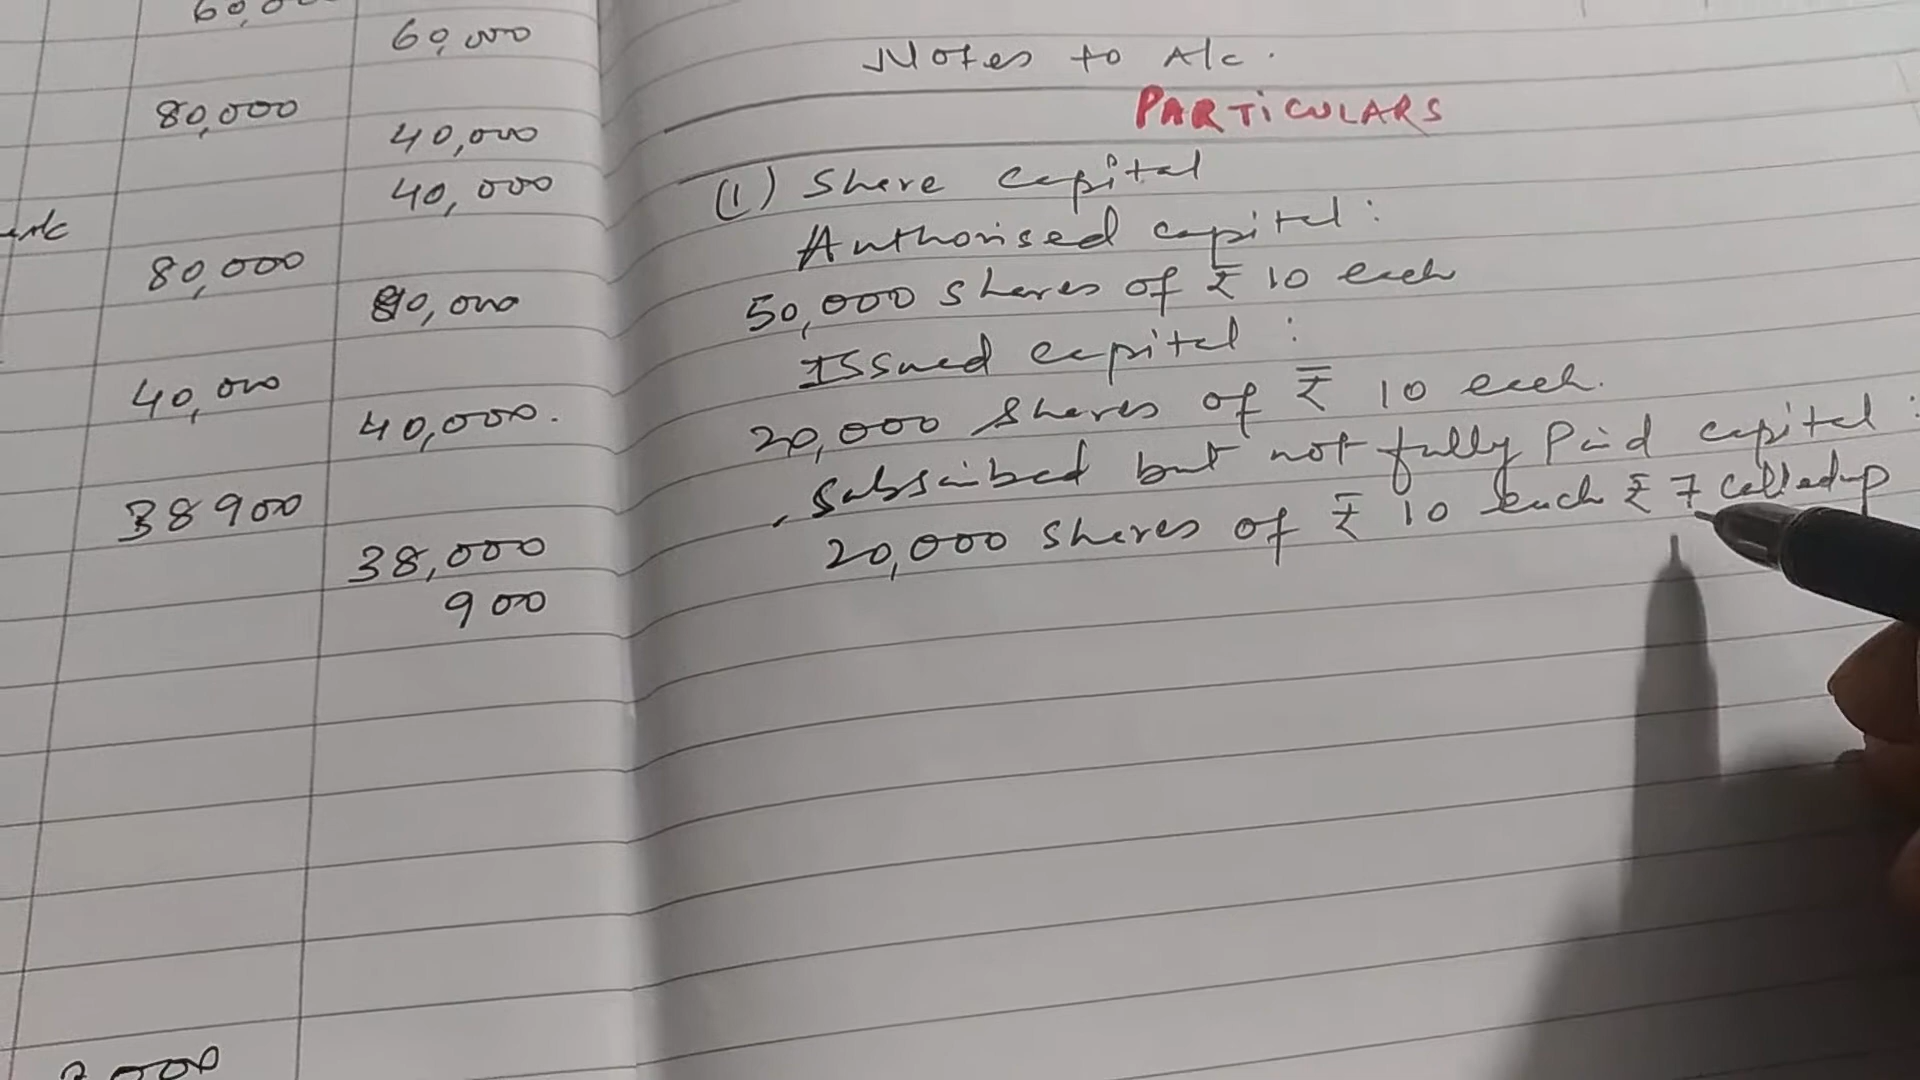 60,000
80,000
40,000
40,000
80,000
80,000
40,000
40,000.
38900
38,000
900
Notes to A/c.
PARTICULARS
(1) Share capital
Authorised capital:
50,000 shares of ₹ 10 each
Issued capital:
20,000 shares of ₹ 10 each.
Subscribed but not fully Paid capital:
20,000 shares of ₹ 10 each ₹ 7 called up